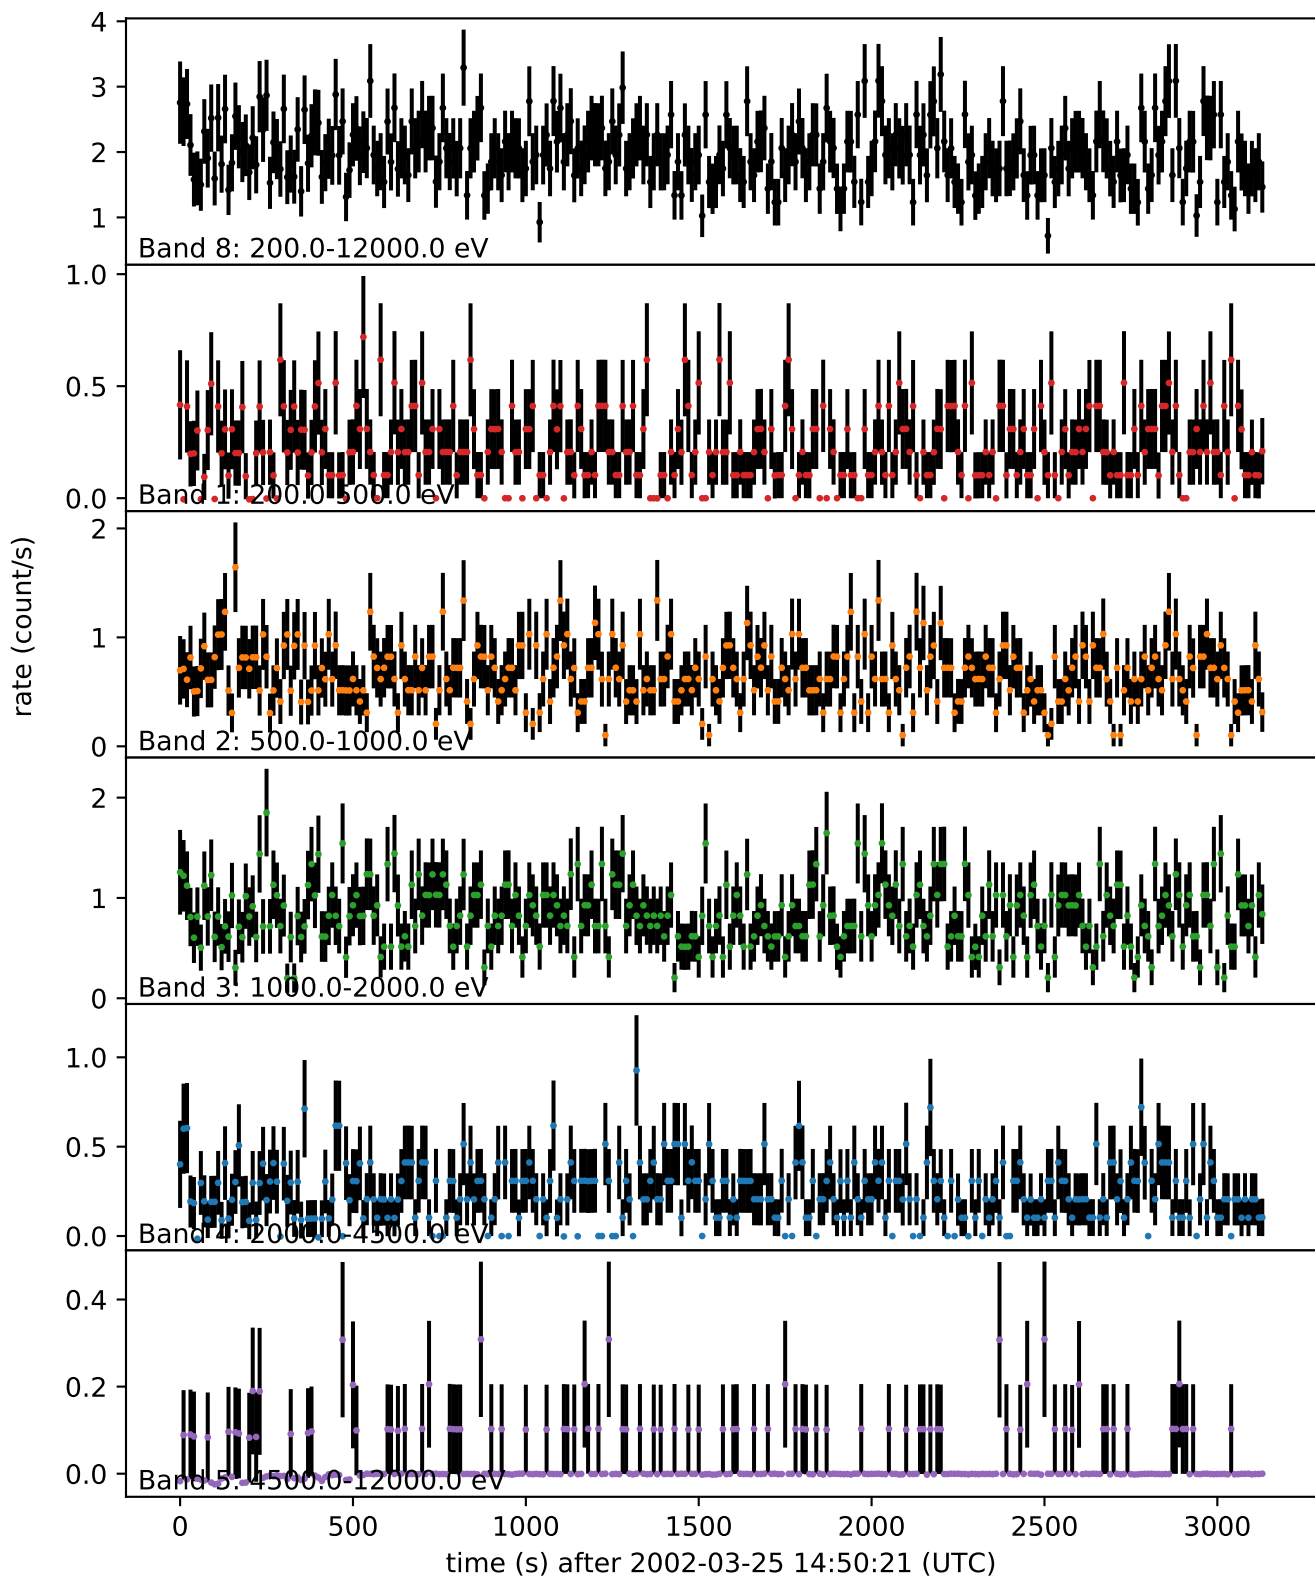 4
3
2
1
Band 8: 200.0-12000.0 eV
1.0
0.5
0.0
Band 1: 200.0-500.0 eV
2
1
0
Band 2: 500.0-1000.0 eV
rate (count/s)
2
1
0
Band 3: 1000.0-2000.0 eV
1.0
0.5
0.0
Band 4: 2000.0-4500.0 eV
0.4
0.2
0.0
Band 5: 4500.0-12000.0 eV
0 500 1000 1500 2000 2500 3000
time (s) after 2002-03-25 14:50:21 (UTC)